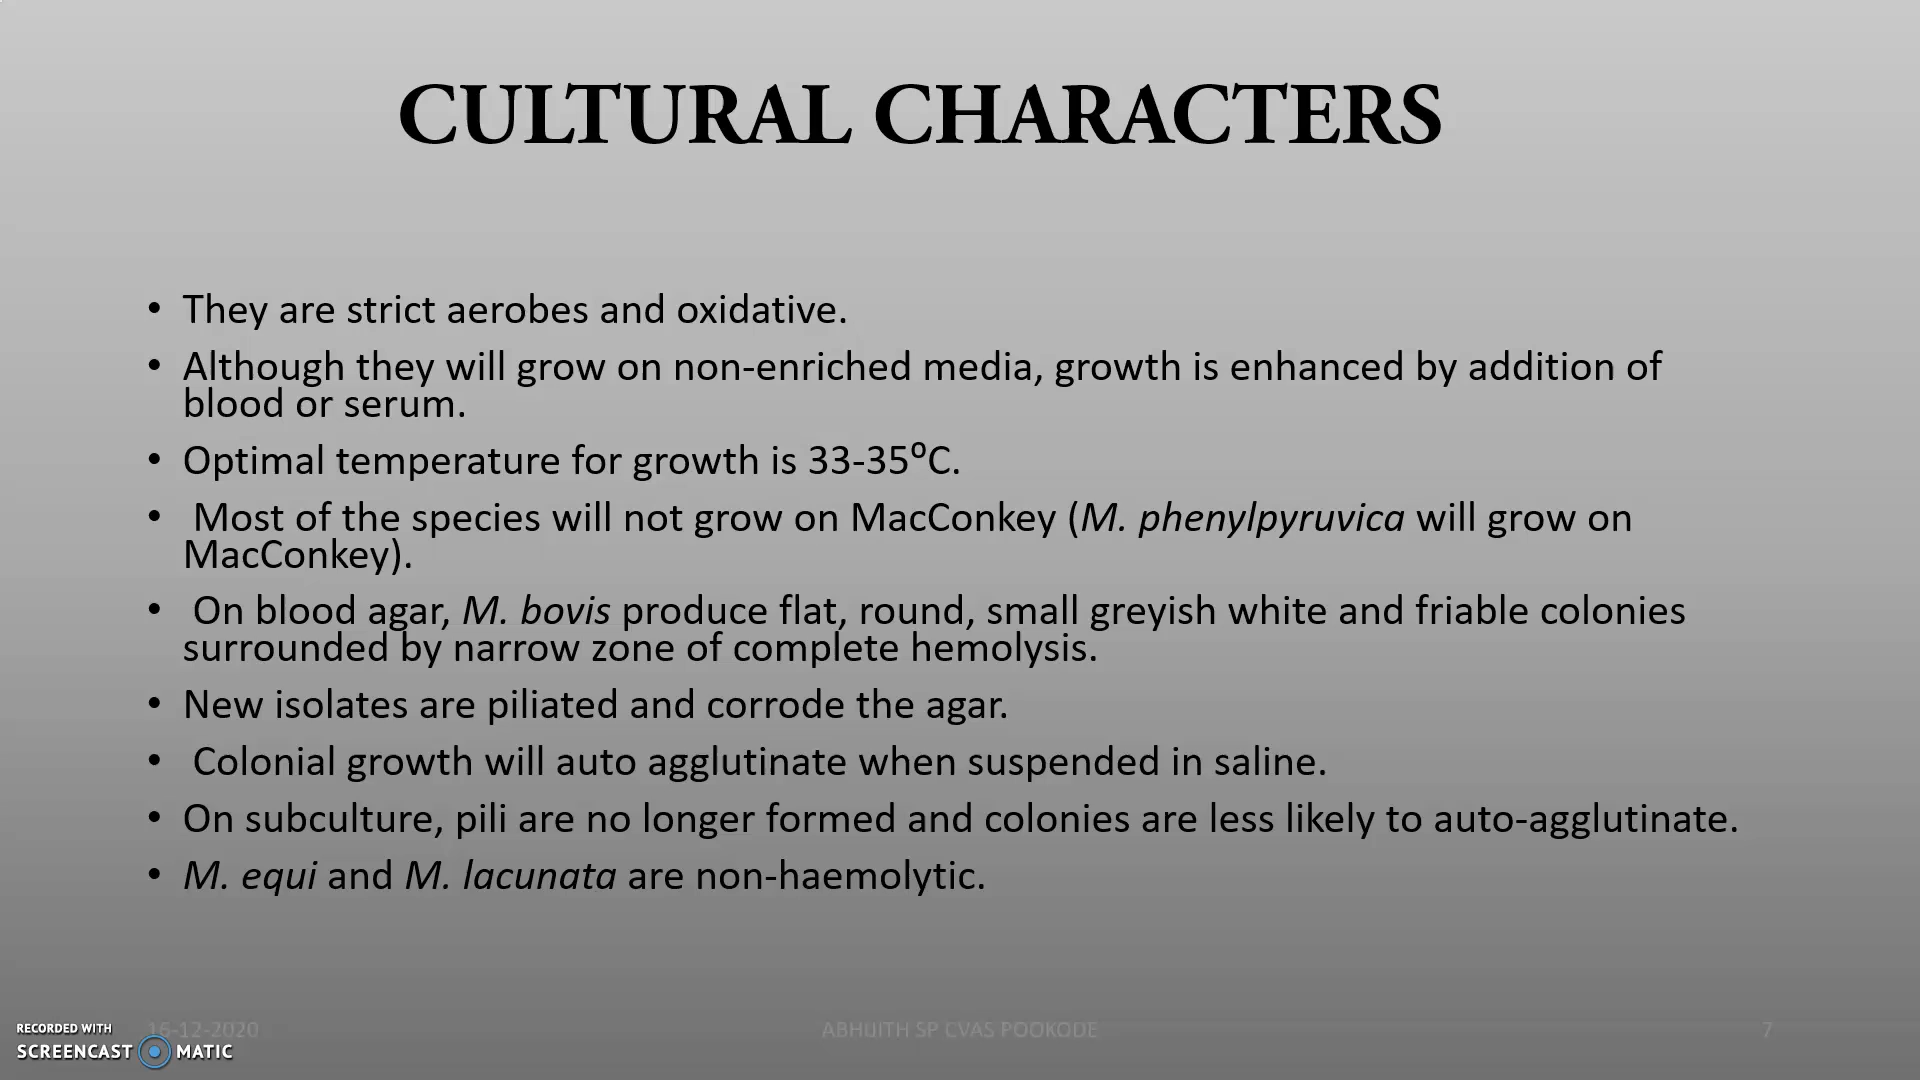 CULTURAL CHARACTERS
• They are strict aerobes and oxidative.
• Although they will grow on non-enriched media, growth is enhanced by addition of
blood or serum.
• Optimal temperature for growth is 33-35⁰C.
• Most of the species will not grow on MacConkey (M. phenylpyruvica will grow on
MacConkey).
• On blood agar, M. bovis produce flat, round, small greyish white and friable colonies
surrounded by narrow zone of complete hemolysis.
• New isolates are piliated and corrode the agar.
• Colonial growth will auto agglutinate when suspended in saline.
• On subculture, pili are no longer formed and colonies are less likely to auto-agglutinate.
• M. equi and M. lacunata are non-haemolytic.
16-12-2020
ABHIJITH SP CVAS POOKODE
7
RECORDED WITH
SCREENCAST MATIC